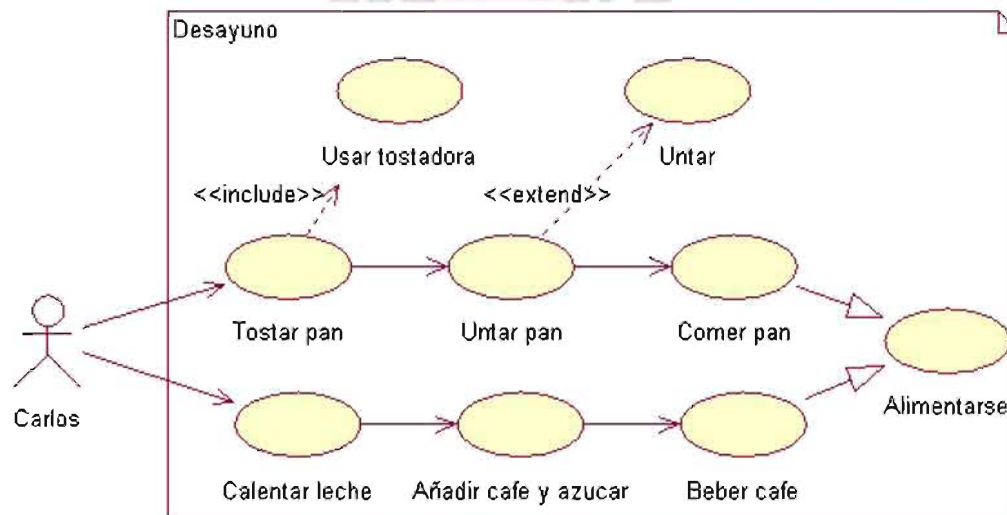 Desayuno
Usar tostadora
Untar
<<include>>
<<extend>>
Tostar pan
Untar pan
Comer pan
Carlos
Alimentarse
Calentar leche
Añadir cafe y azucar
Beber cafe